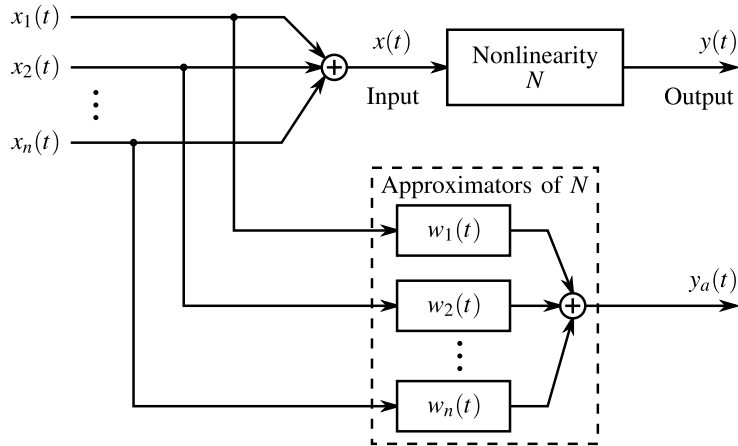 x₁(t)
x₂(t)
⋮
xₙ(t)
+
x(t)
Input
Nonlinearity
N
y(t)
Output
Approximators of N
w₁(t)
w₂(t)
⋮
wₙ(t)
+
yₐ(t)